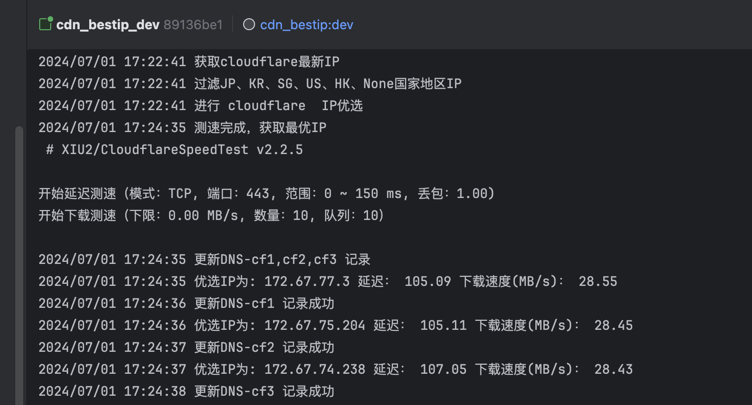 cdn_bestip_dev 89136be1 cdn_bestip:dev
2024/07/01 17:22:41 获取cloudflare最新IP
2024/07/01 17:22:41 过滤JP、KR、SG、US、HK、None国家地区IP
2024/07/01 17:22:41 进行 cloudflare  IP优选
2024/07/01 17:24:35 测速完成，获取最优IP
# XIU2/CloudflareSpeedTest v2.2.5
开始延迟测速（模式：TCP, 端口：443, 范围：0 ~ 150 ms, 丢包：1.00)
开始下载测速（下限：0.00 MB/s, 数量：10, 队列：10）
2024/07/01 17:24:35 更新DNS-cf1,cf2,cf3 记录
2024/07/01 17:24:35 优选IP为: 172.67.77.3 延迟： 105.09 下载速度(MB/s)： 28.55
2024/07/01 17:24:36 更新DNS-cf1 记录成功
2024/07/01 17:24:36 优选IP为: 172.67.75.204 延迟： 105.11 下载速度(MB/s)： 28.45
2024/07/01 17:24:37 更新DNS-cf2 记录成功
2024/07/01 17:24:37 优选IP为: 172.67.74.238 延迟： 107.05 下载速度(MB/s)： 28.43
2024/07/01 17:24:38 更新DNS-cf3 记录成功